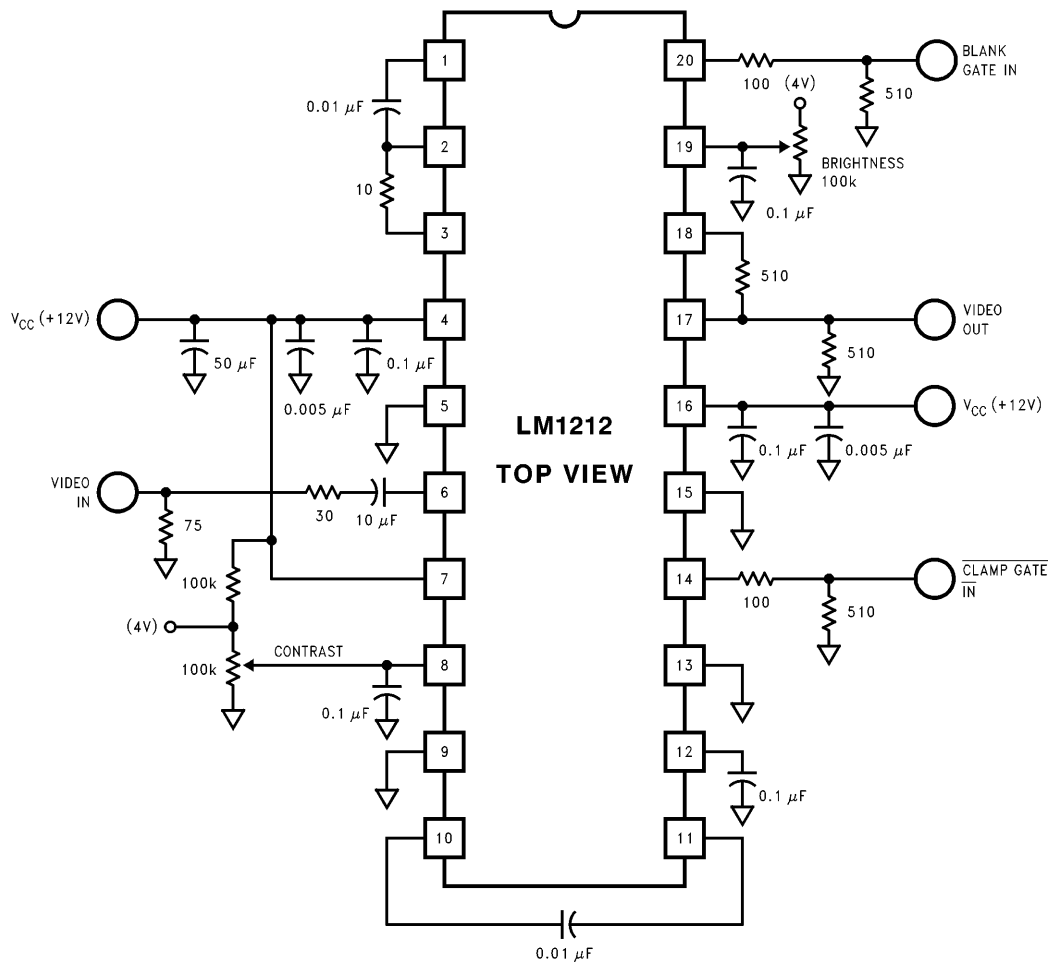 1
20
BLANK
GATE IN
100
(4V)
510
0.01 µF
2
19
BRIGHTNESS
100k
10
0.1 µF
3
18
510
V_CC (+12V)
4
17
VIDEO
OUT
50 µF
0.1 µF
510
0.005 µF
5
16
V_CC (+12V)
LM1212
0.1 µF
0.005 µF
TOP VIEW
VIDEO
IN
6
15
30
10 µF
75
100k
7
14
CLAMP GATE
IN
100
510
(4V)
CONTRAST
100k
8
13
0.1 µF
9
12
0.1 µF
10
11
0.01 µF